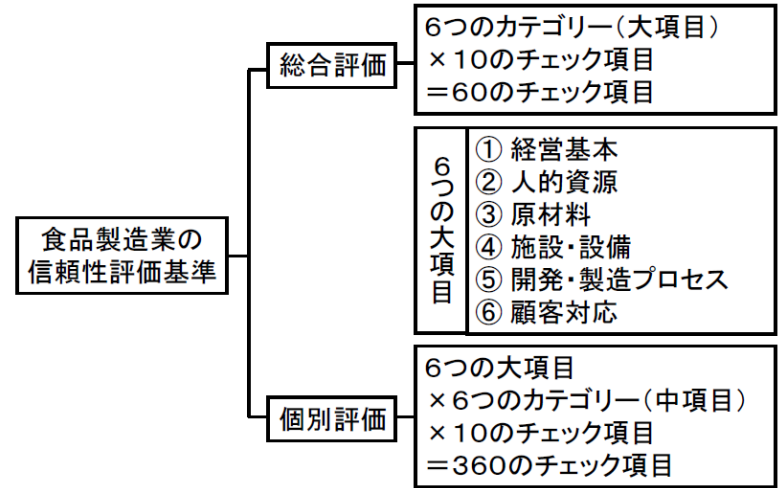 食品製造業の
信頼性評価基準
総合評価
6つのカテゴリー(大項目)
×10のチェック項目
=60のチェック項目
6つの大項目
① 経営基本
② 人的資源
③ 原材料
④ 施設・設備
⑤ 開発・製造プロセス
⑥ 顧客対応
個別評価
6つの大項目
×6つのカテゴリー(中項目)
×10のチェック項目
=360のチェック項目